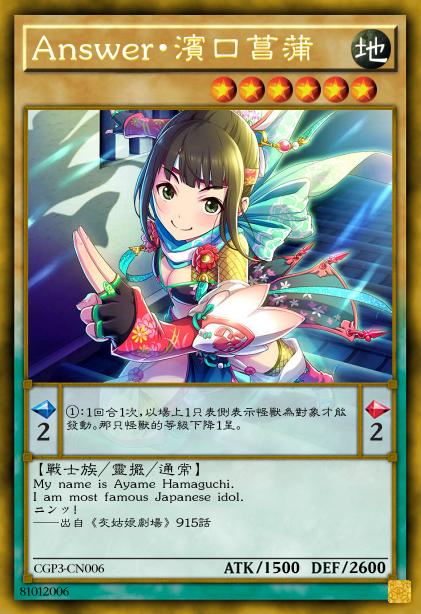 Answer·濱口菖蒲
地
①:1回合1次,以場上1只表側表示怪獸為對象才能
發動。那只怪獸的等級下降1星。
2
2
【戰士族/靈擺/通常】
My name is Ayame Hamaguchi.
I am most famous Japanese idol.
ニンッ!
──出自《灰姑娘劇場》915話
CGP3-CN006
ATK/1500 DEF/2600
81012006